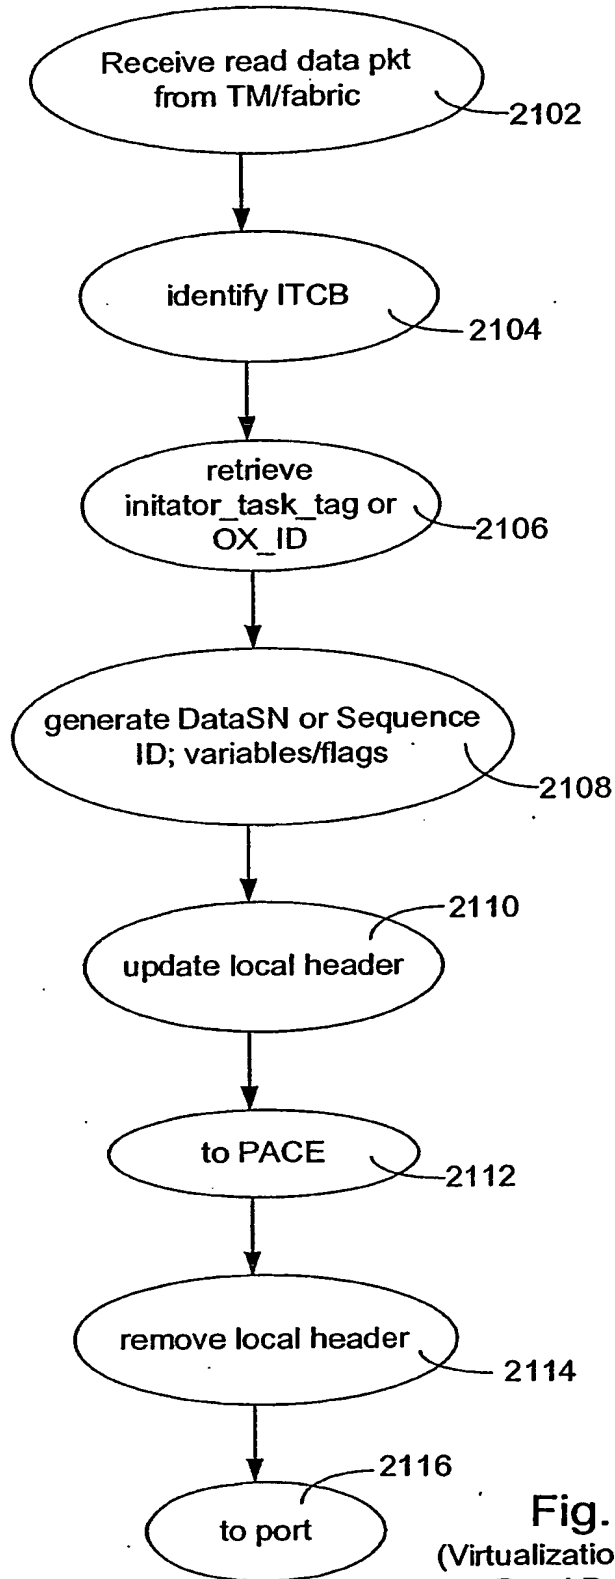 Receive read data pkt
from TM/fabric
2102
identify ITCB
2104
retrieve
initator_task_tag or
OX_ID
2106
generate DataSN or Sequence
ID; variables/flags
2108
2110
update local header
to PACE
2112
remove local header
2114
2116
to port
Fig.